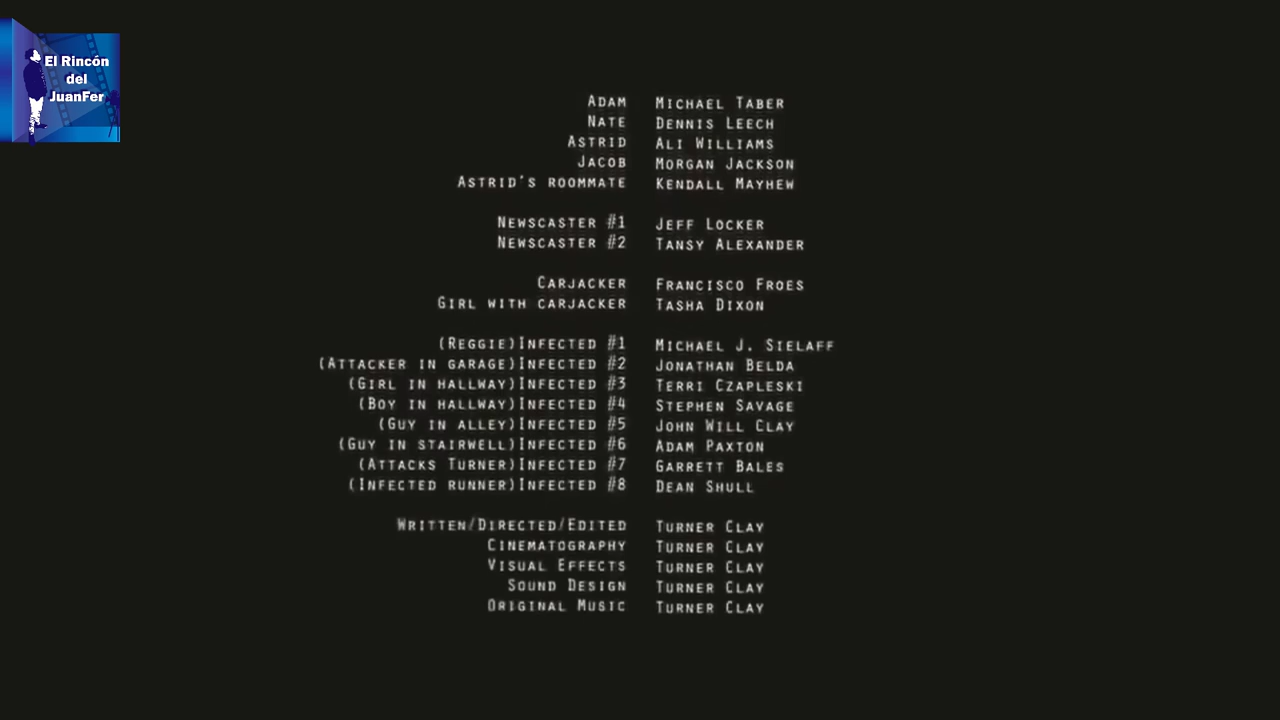 El Rincón
del
JuanFer
ADAM MICHAEL TABER
NATE DENNIS LEECH
ASTRID ALI WILLIAMS
JACOB MORGAN JACKSON
ASTRID'S ROOMMATE KENDALL MAYHEW
NEWSCASTER #1 JEFF LOCKER
NEWSCASTER #2 TANSY ALEXANDER
CARJACKER FRANCISCO FROES
GIRL WITH CARJACKER TASHA DIXON
(REGGIE)INFECTED #1 MICHAEL J. SIELAFF
(ATTACKER IN GARAGE)INFECTED #2 JONATHAN BELDA
(GIRL IN HALLWAY)INFECTED #3 TERRI CZAPLESKI
(BOY IN HALLWAY)INFECTED #4 STEPHEN SAVAGE
(GUY IN ALLEY)INFECTED #5 JOHN WILL CLAY
(GUY IN STAIRWELL)INFECTED #6 ADAM PAXTON
(ATTACKS TURNER)INFECTED #7 GARRETT BALES
(INFECTED RUNNER)INFECTED #8 DEAN SHULL
WRITTEN/DIRECTED/EDITED TURNER CLAY
CINEMATOGRAPHY TURNER CLAY
VISUAL EFFECTS TURNER CLAY
SOUND DESIGN TURNER CLAY
ORIGINAL MUSIC TURNER CLAY